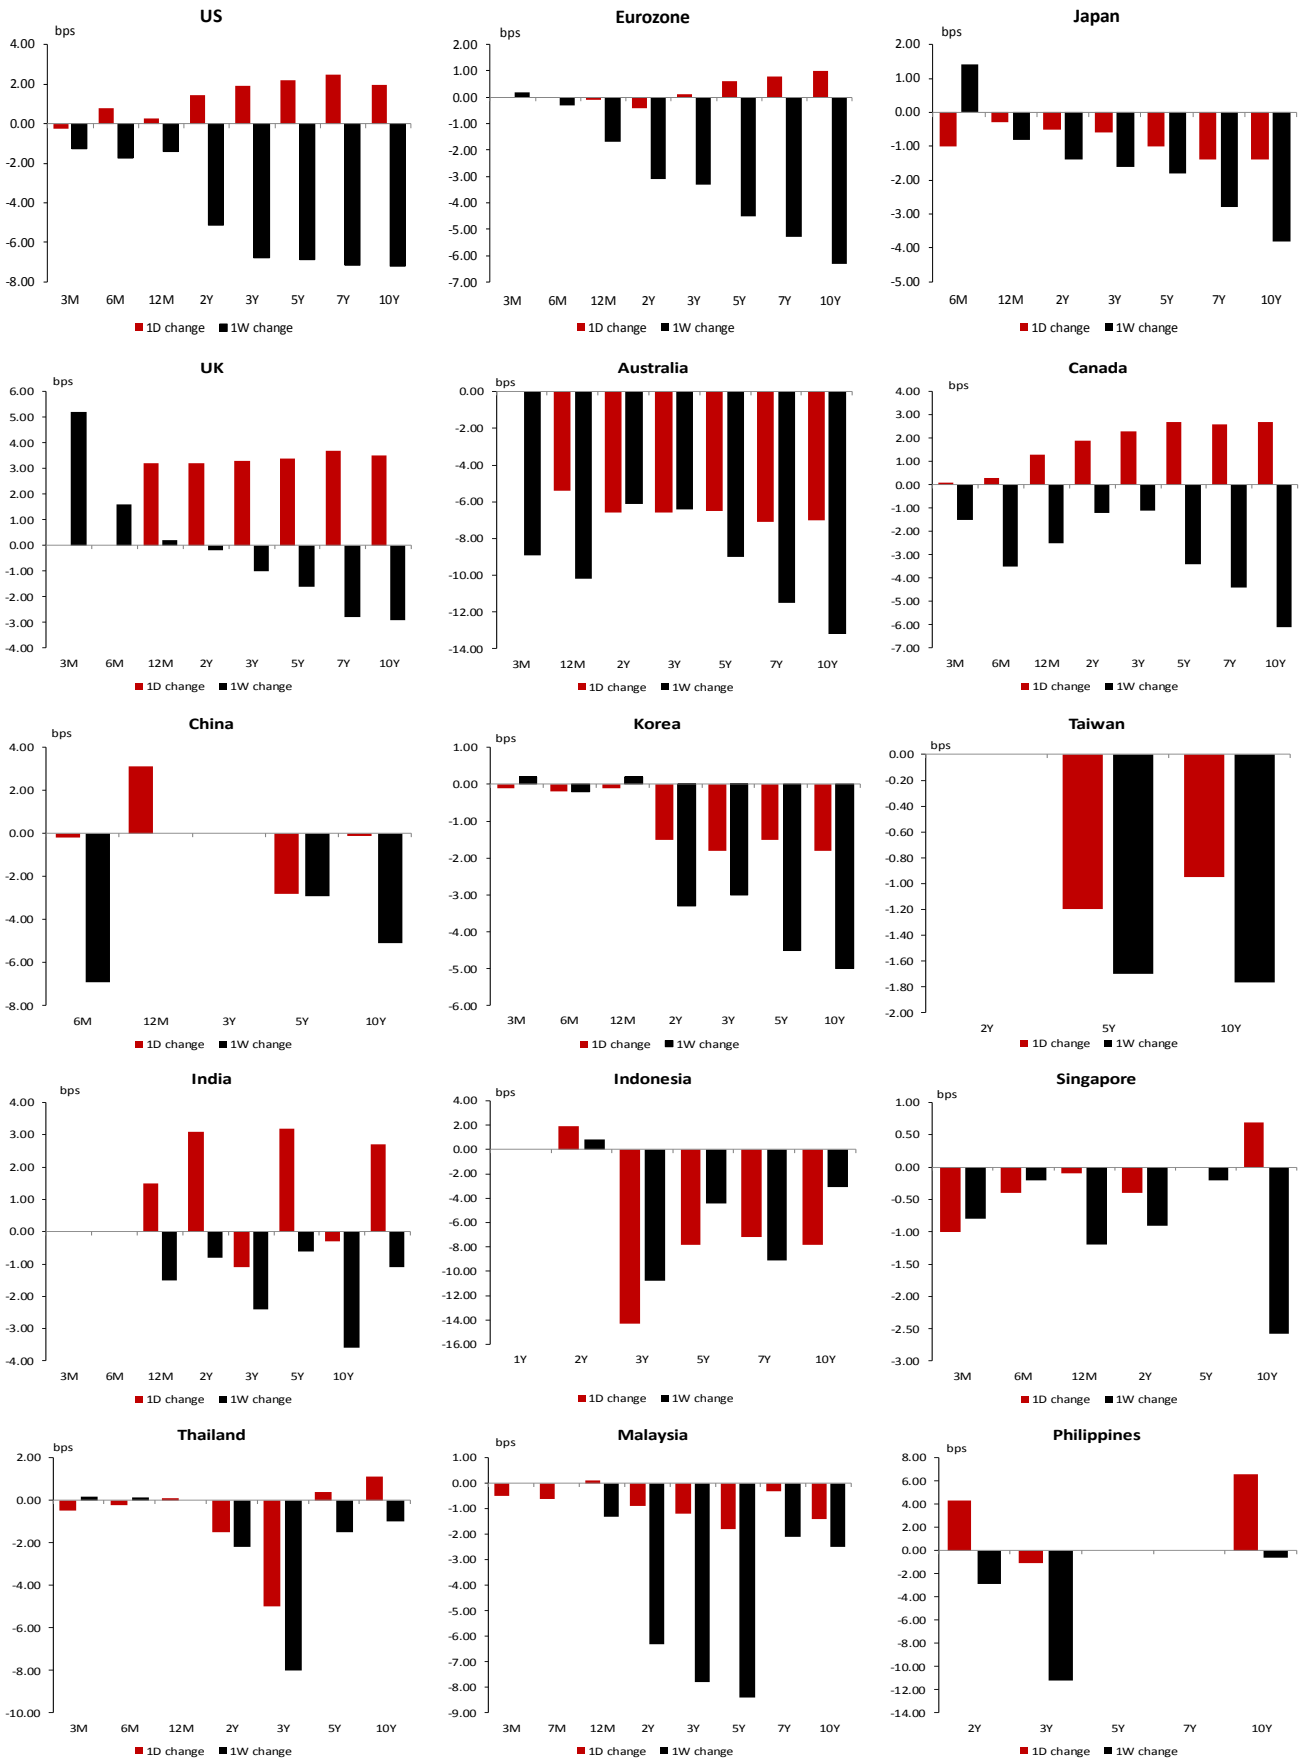 US
bps
4.00
2.00
0.00
-2.00
-4.00
-6.00
-8.00
3M 6M 12M 2Y 3Y 5Y 7Y 10Y
1D change 1W change
Eurozone
bps
2.00
1.00
0.00
-1.00
-2.00
-3.00
-4.00
-5.00
-6.00
-7.00
3M 6M 12M 2Y 3Y 5Y 7Y 10Y
1D change 1W change
Japan
bps
2.00
1.00
0.00
-1.00
-2.00
-3.00
-4.00
-5.00
6M 12M 2Y 3Y 5Y 7Y 10Y
1D change 1W change
UK
bps
6.00
5.00
4.00
3.00
2.00
1.00
0.00
-1.00
-2.00
-3.00
-4.00
3M 6M 12M 2Y 3Y 5Y 7Y 10Y
1D change 1W change
Australia
bps
0.00
-2.00
-4.00
-6.00
-8.00
-10.00
-12.00
-14.00
3M 12M 2Y 3Y 5Y 7Y 10Y
1D change 1W change
Canada
bps
4.00
3.00
2.00
1.00
0.00
-1.00
-2.00
-3.00
-4.00
-5.00
-6.00
-7.00
3M 6M 12M 2Y 3Y 5Y 7Y 10Y
1D change 1W change
China
bps
4.00
2.00
0.00
-2.00
-4.00
-6.00
-8.00
6M 12M 3Y 5Y 10Y
1D change 1W change
Korea
bps
1.00
0.00
-1.00
-2.00
-3.00
-4.00
-5.00
-6.00
3M 6M 12M 2Y 3Y 5Y 10Y
1D change 1W change
Taiwan
bps
0.00
-0.20
-0.40
-0.60
-0.80
-1.00
-1.20
-1.40
-1.60
-1.80
-2.00
2Y 5Y 10Y
1D change 1W change
India
bps
4.00
3.00
2.00
1.00
0.00
-1.00
-2.00
-3.00
-4.00
3M 6M 12M 2Y 3Y 5Y 10Y
1D change 1W change
Indonesia
bps
4.00
2.00
0.00
-2.00
-4.00
-6.00
-8.00
-10.00
-12.00
-14.00
-16.00
1Y 2Y 3Y 5Y 7Y 10Y
1D change 1W change
Singapore
bps
1.00
0.50
0.00
-0.50
-1.00
-1.50
-2.00
-2.50
-3.00
3M 6M 12M 2Y 5Y 10Y
1D change 1W change
Thailand
bps
2.00
0.00
-2.00
-4.00
-6.00
-8.00
-10.00
3M 6M 12M 2Y 3Y 5Y 10Y
1D change 1W change
Malaysia
bps
1.00
0.00
-1.00
-2.00
-3.00
-4.00
-5.00
-6.00
-7.00
-8.00
-9.00
3M 7M 12M 2Y 3Y 5Y 7Y 10Y
1D change 1W change
Philippines
bps
8.00
6.00
4.00
2.00
0.00
-2.00
-4.00
-6.00
-8.00
-10.00
-12.00
-14.00
2Y 3Y 5Y 7Y 10Y
1D change 1W change